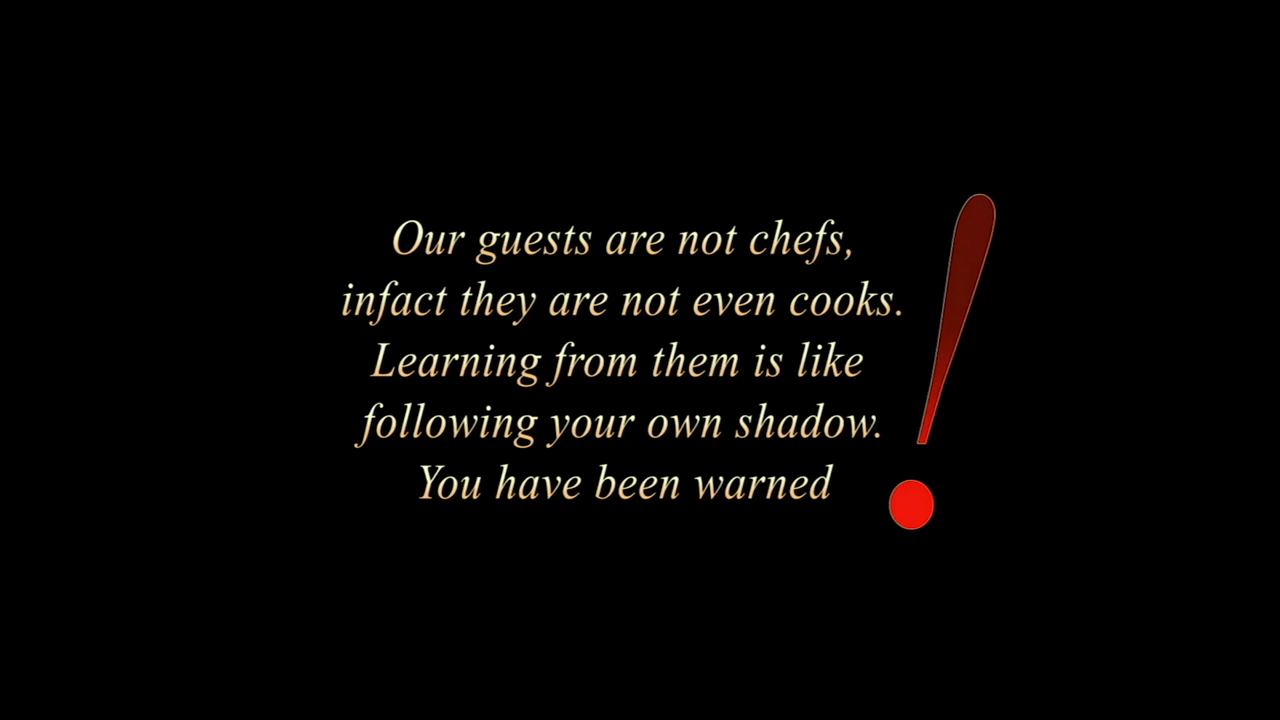 Our guests are not chefs,
infact they are not even cooks.
Learning from them is like
following your own shadow.
You have been warned!